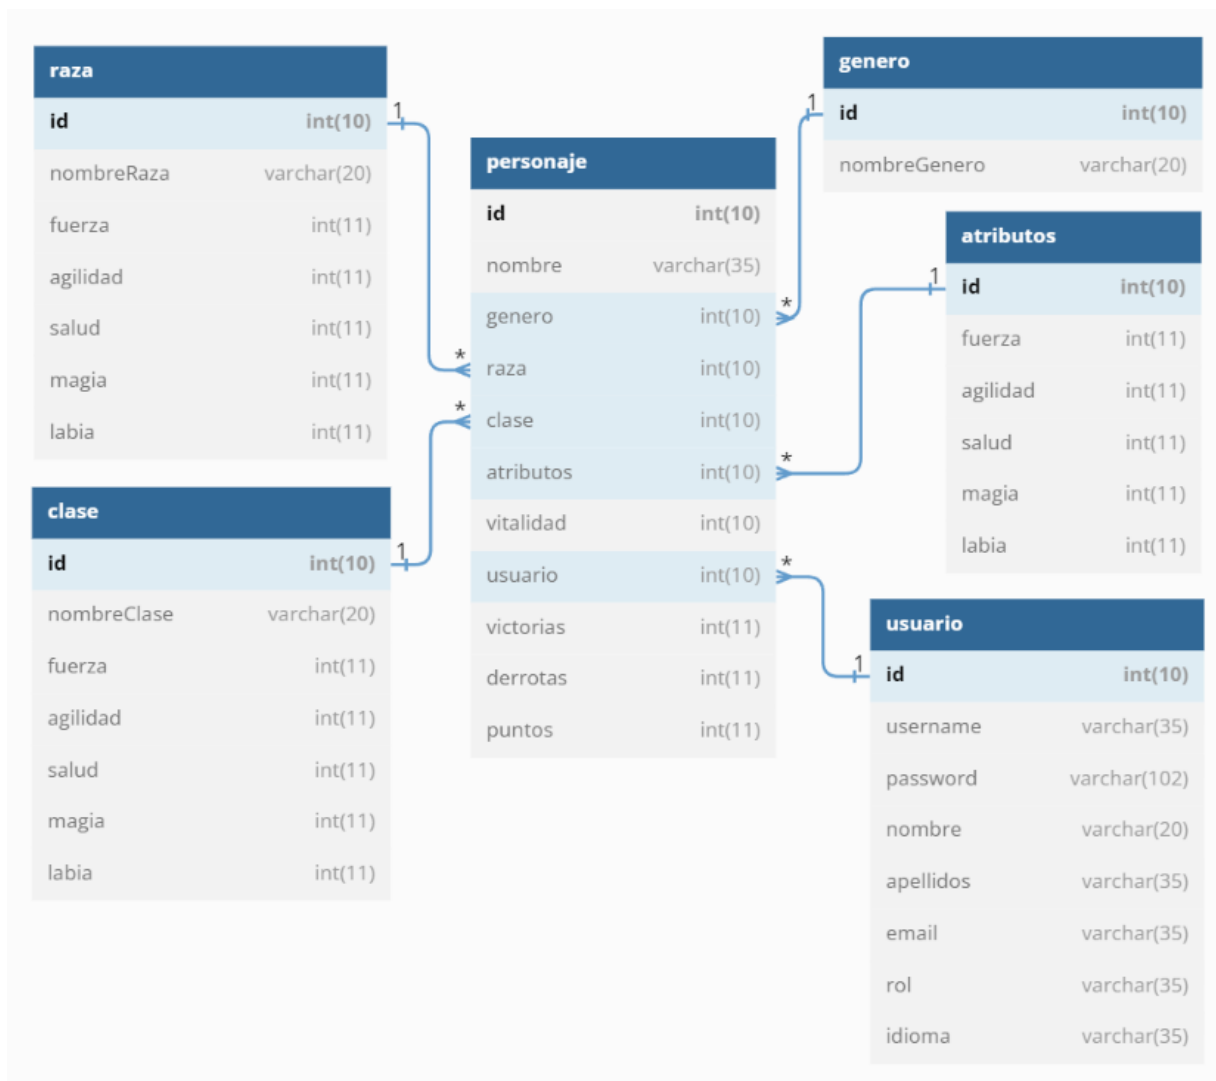 raza
id int(10)
nombreRaza varchar(20)
fuerza int(11)
agilidad int(11)
salud int(11)
magia int(11)
labia int(11)
1
*
clase
id int(10)
nombreClase varchar(20)
fuerza int(11)
agilidad int(11)
salud int(11)
magia int(11)
labia int(11)
1
*
personaje
id int(10)
nombre varchar(35)
genero int(10)
raza int(10)
clase int(10)
atributos int(10)
vitalidad int(10)
usuario int(10)
victorias int(11)
derrotas int(11)
puntos int(11)
*
*
*
genero
1
id int(10)
nombreGenero varchar(20)
atributos
1
id int(10)
fuerza int(11)
agilidad int(11)
salud int(11)
magia int(11)
labia int(11)
usuario
1
id int(10)
username varchar(35)
password varchar(102)
nombre varchar(20)
apellidos varchar(35)
email varchar(35)
rol varchar(35)
idioma varchar(35)